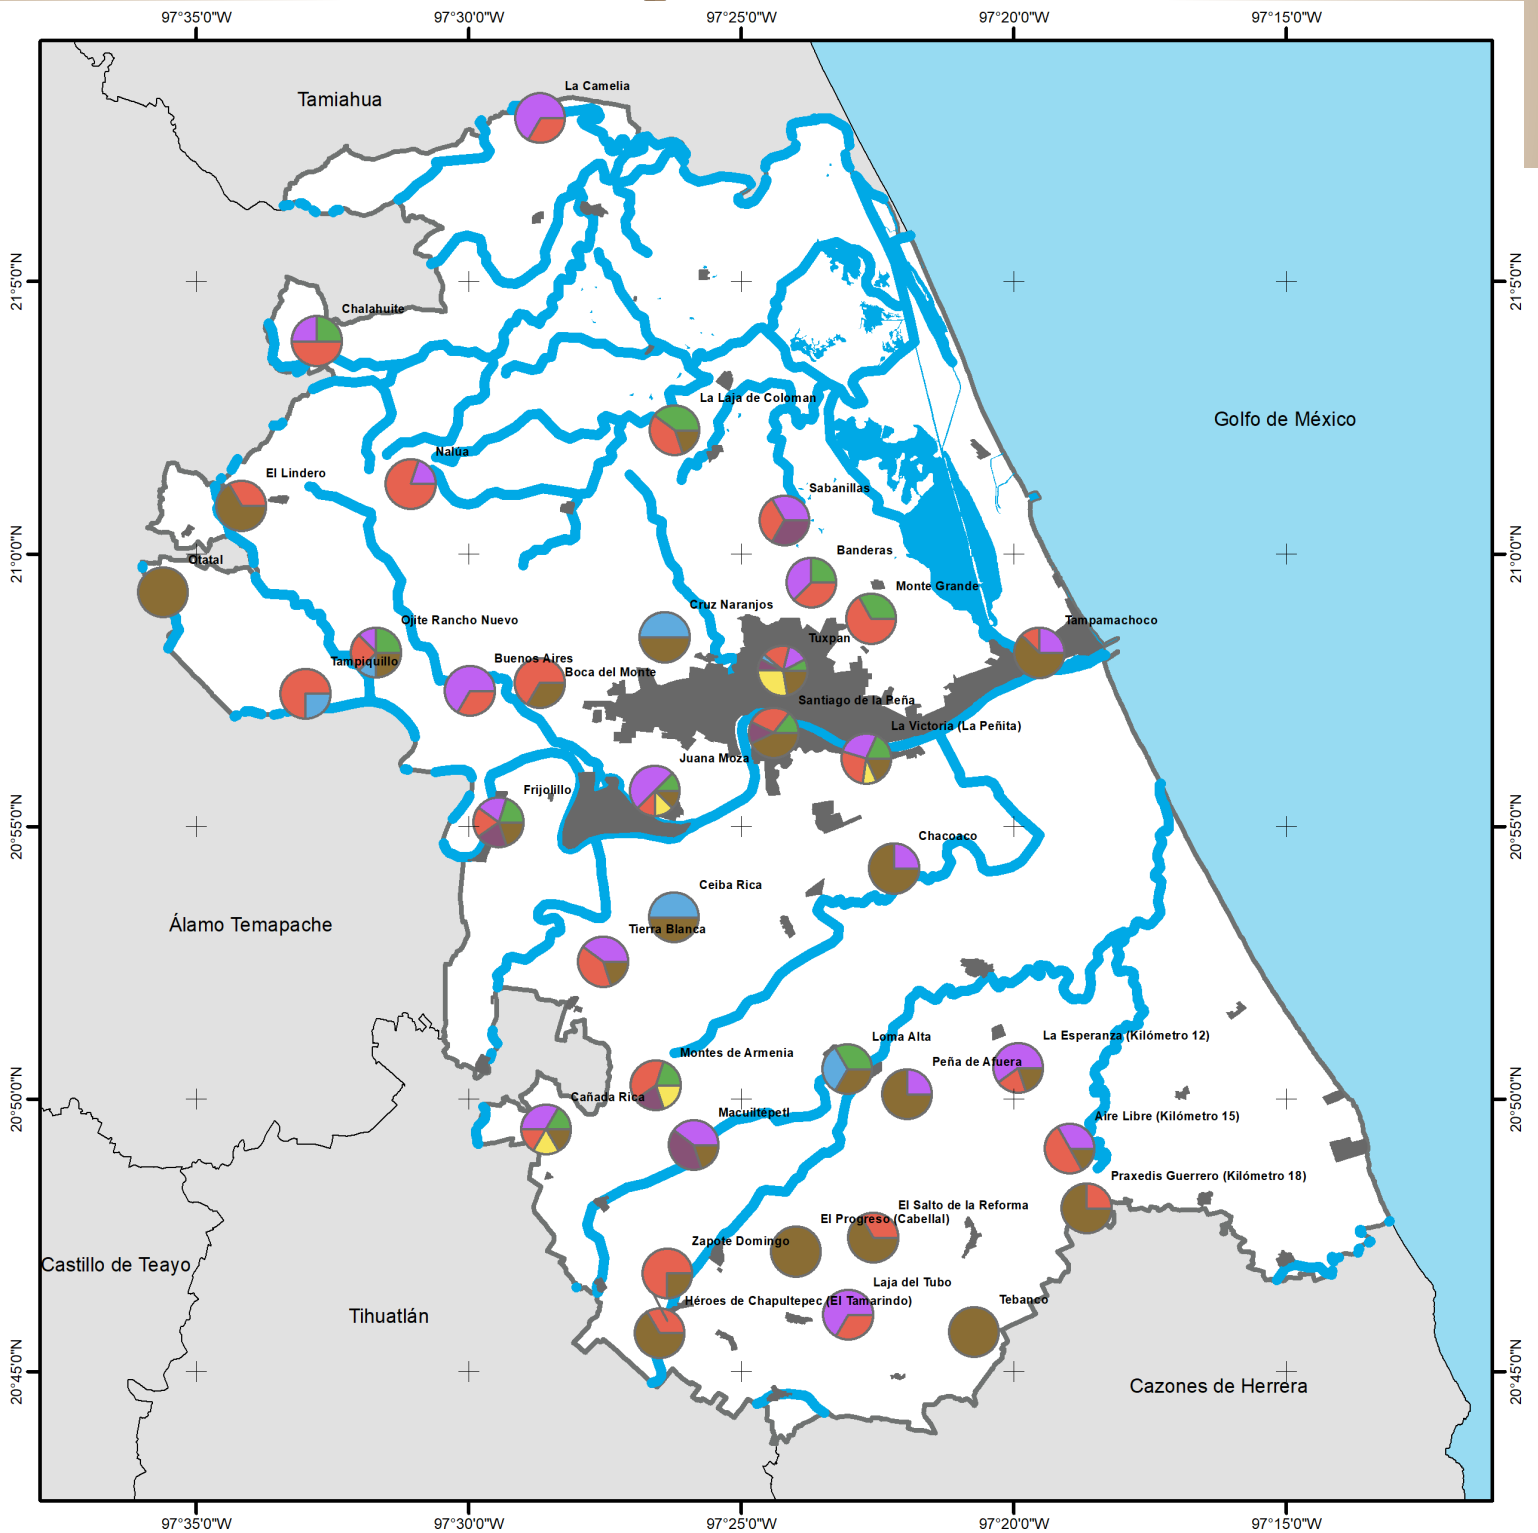 97°35'0"W 97°30'0"W 97°25'0"W 97°20'0"W 97°15'0"W
La Camelia
Tamiahua
21°5'0"N 21°5'0"N
Chalahuite
La Laja de Coloman
Golfo de México
Nalúa
El Lindero
Sabanillas
21°0'0"N 21°0'0"N
Banderas
Otatal
Monte Grande
Cruz Naranjos
Ojite Rancho Nuevo
Tampamachoco
Tuxpan
Buenos Aires
Tampiquillo
Boca del Monte
Santiago de la Peña
La Victoria (La Peñita)
Juana Moza
Frijolillo
20°55'0"N 20°55'0"N
Chacoaco
Ceiba Rica
Álamo Temapache
Tierra Blanca
Loma Alta
La Esperanza (Kilómetro 12)
Montes de Armenia
Peña de Afuera
20°50'0"N 20°50'0"N
Cañada Rica
Macuiltépetl
Aire Libre (Kilómetro 15)
Praxedis Guerrero (Kilómetro 18)
El Salto de la Reforma
El Progreso (Cabellal)
Zapote Domingo
Castillo de Teayo
Laja del Tubo
Héroes de Chapultepec (El Tamarindo)
Tebanco
Tihuatlán
20°45'0"N 20°45'0"N
Cazones de Herrera
97°35'0"W 97°30'0"W 97°25'0"W 97°20'0"W 97°15'0"W